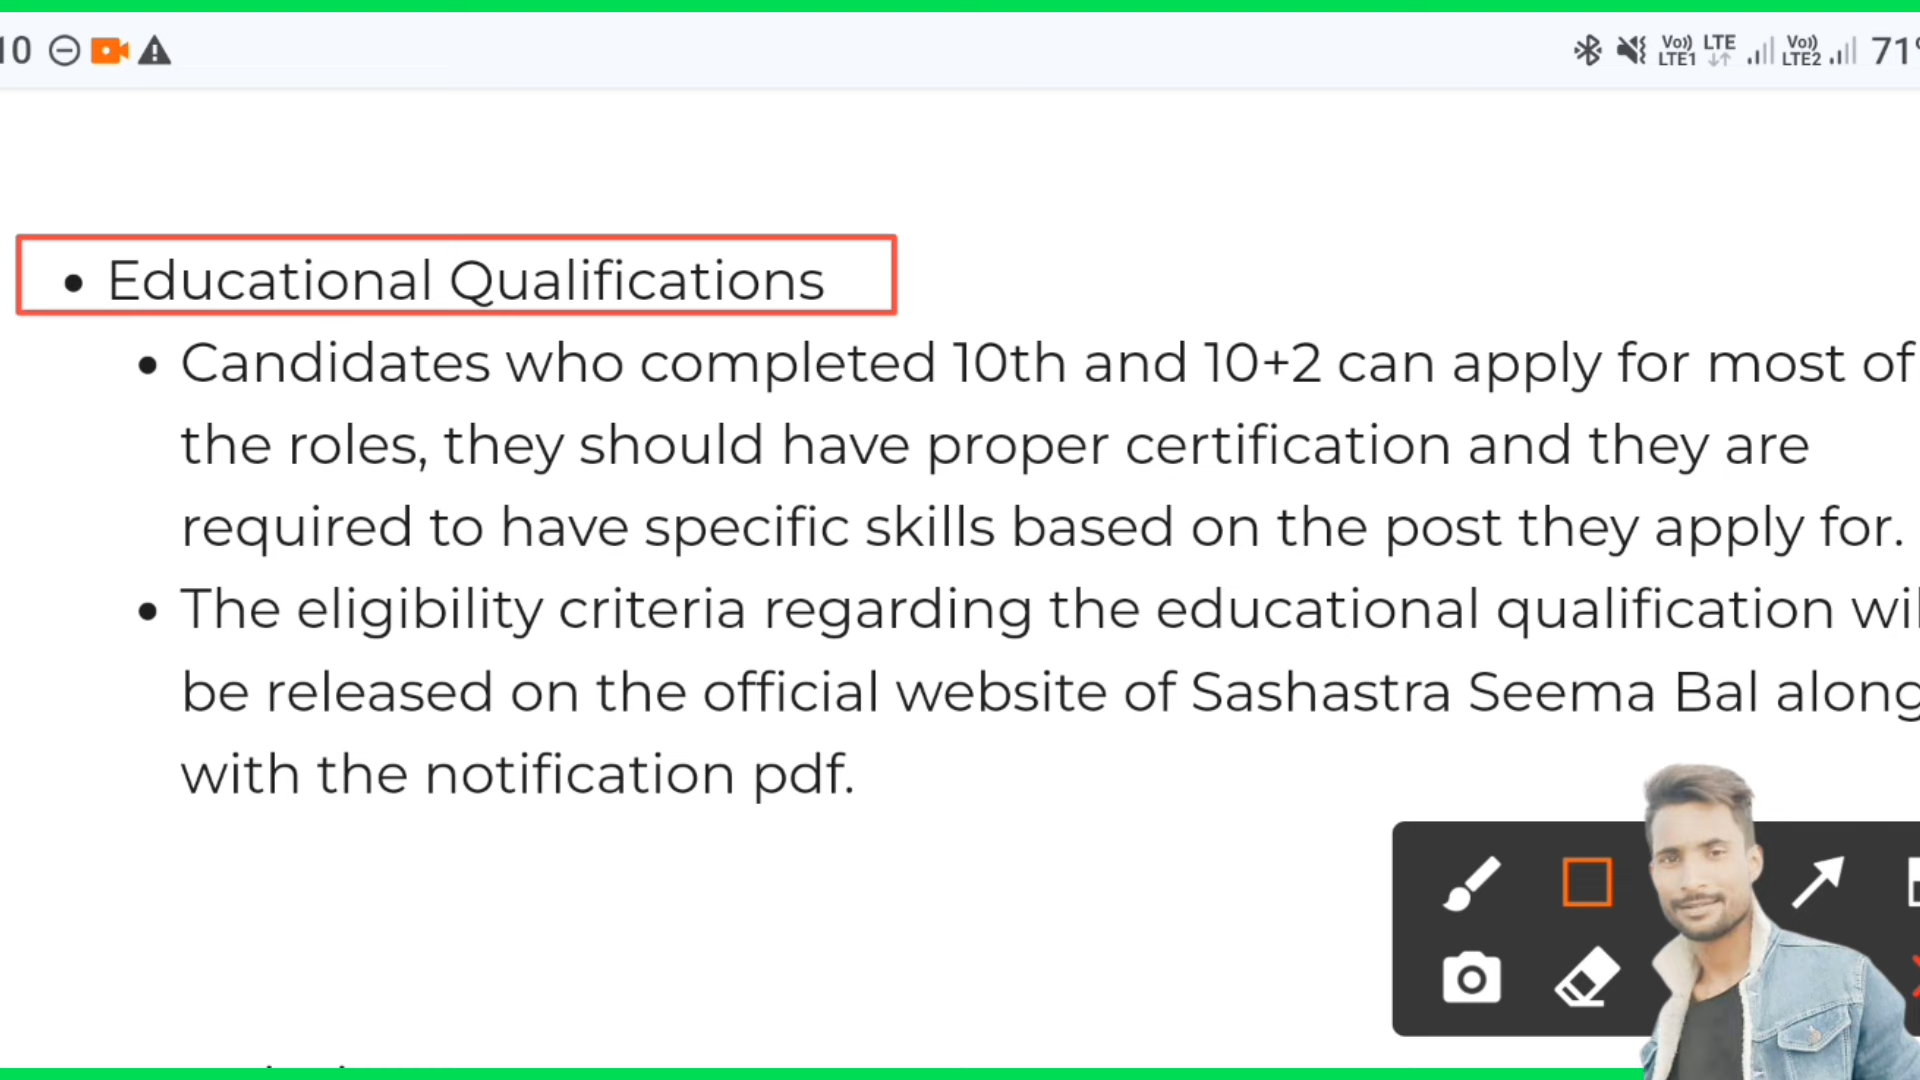 10
Vo)) LTE1 LTE Vo)) LTE2 71
• Educational Qualifications
• Candidates who completed 10th and 10+2 can apply for most of
the roles, they should have proper certification and they are
required to have specific skills based on the post they apply for.
• The eligibility criteria regarding the educational qualification wil
be released on the official website of Sashastra Seema Bal along
with the notification pdf.